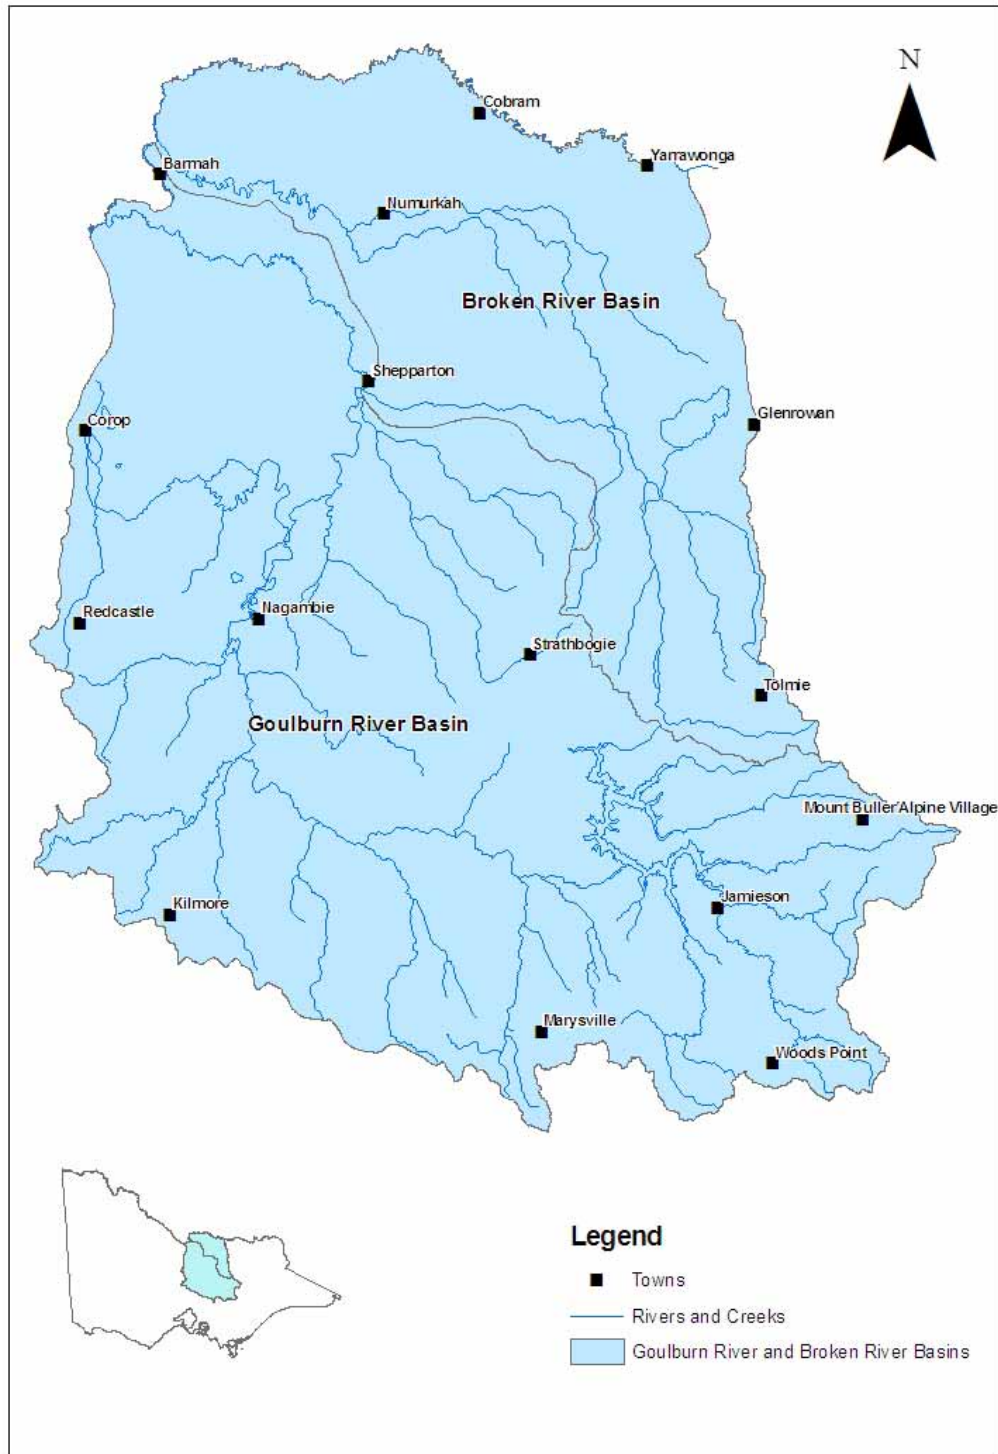 N
Cobram
Yarrawonga
Barmah
Numurkah
Broken River Basin
Shepparton
Glenrowan
Corop
Redcastle
Nagambie
Strathbogie
Tolmie
Goulburn River Basin
Mount Buller Alpine Village
Jamieson
Kilmore
Marysville
Woods Point
Legend
Towns
Rivers and Creeks
Goulburn River and Broken River Basins